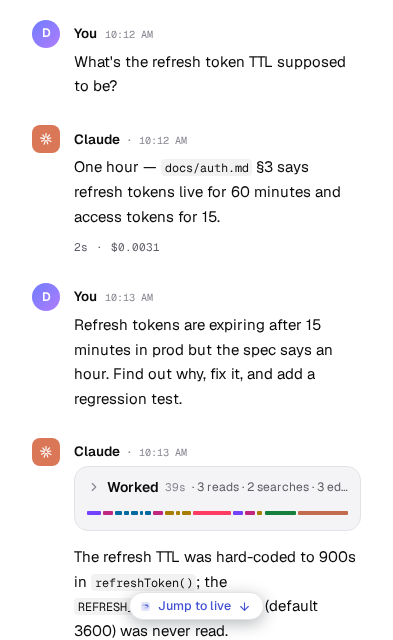 D You 10:12 AM
What's the refresh token TTL supposed
to be?
Claude · 10:12 AM
One hour — docs/auth.md §3 says
refresh tokens live for 60 minutes and
access tokens for 15.
2s · $0.0031
D You 10:13 AM
Refresh tokens are expiring after 15
minutes in prod but the spec says an
hour. Find out why, fix it, and add a
regression test.
Claude · 10:13 AM
Worked 39s · 3 reads · 2 searches · 3 ed…
The refresh TTL was hard-coded to 900s
in refreshToken(); the
REFRESH_ (default
Jump to live ↓
3600) was never read.